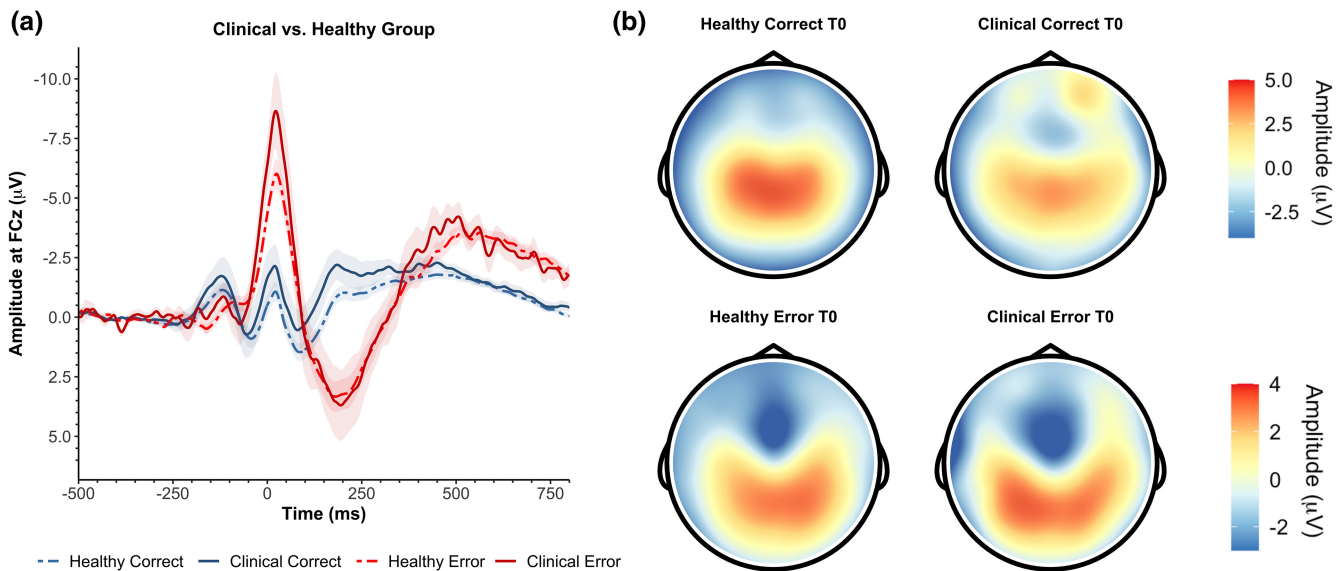 (a)
Clinical vs. Healthy Group
Amplitude at FCz (μV)
-10.0
-7.5
-5.0
-2.5
0.0
2.5
5.0
-500 -250 0 250 500 750
Time (ms)
Healthy Correct Clinical Correct Healthy Error Clinical Error
(b)
Healthy Correct T0 Clinical Correct T0
5.0
2.5
0.0
-2.5
Amplitude (μV)
Healthy Error T0 Clinical Error T0
4
2
0
-2
Amplitude (μV)